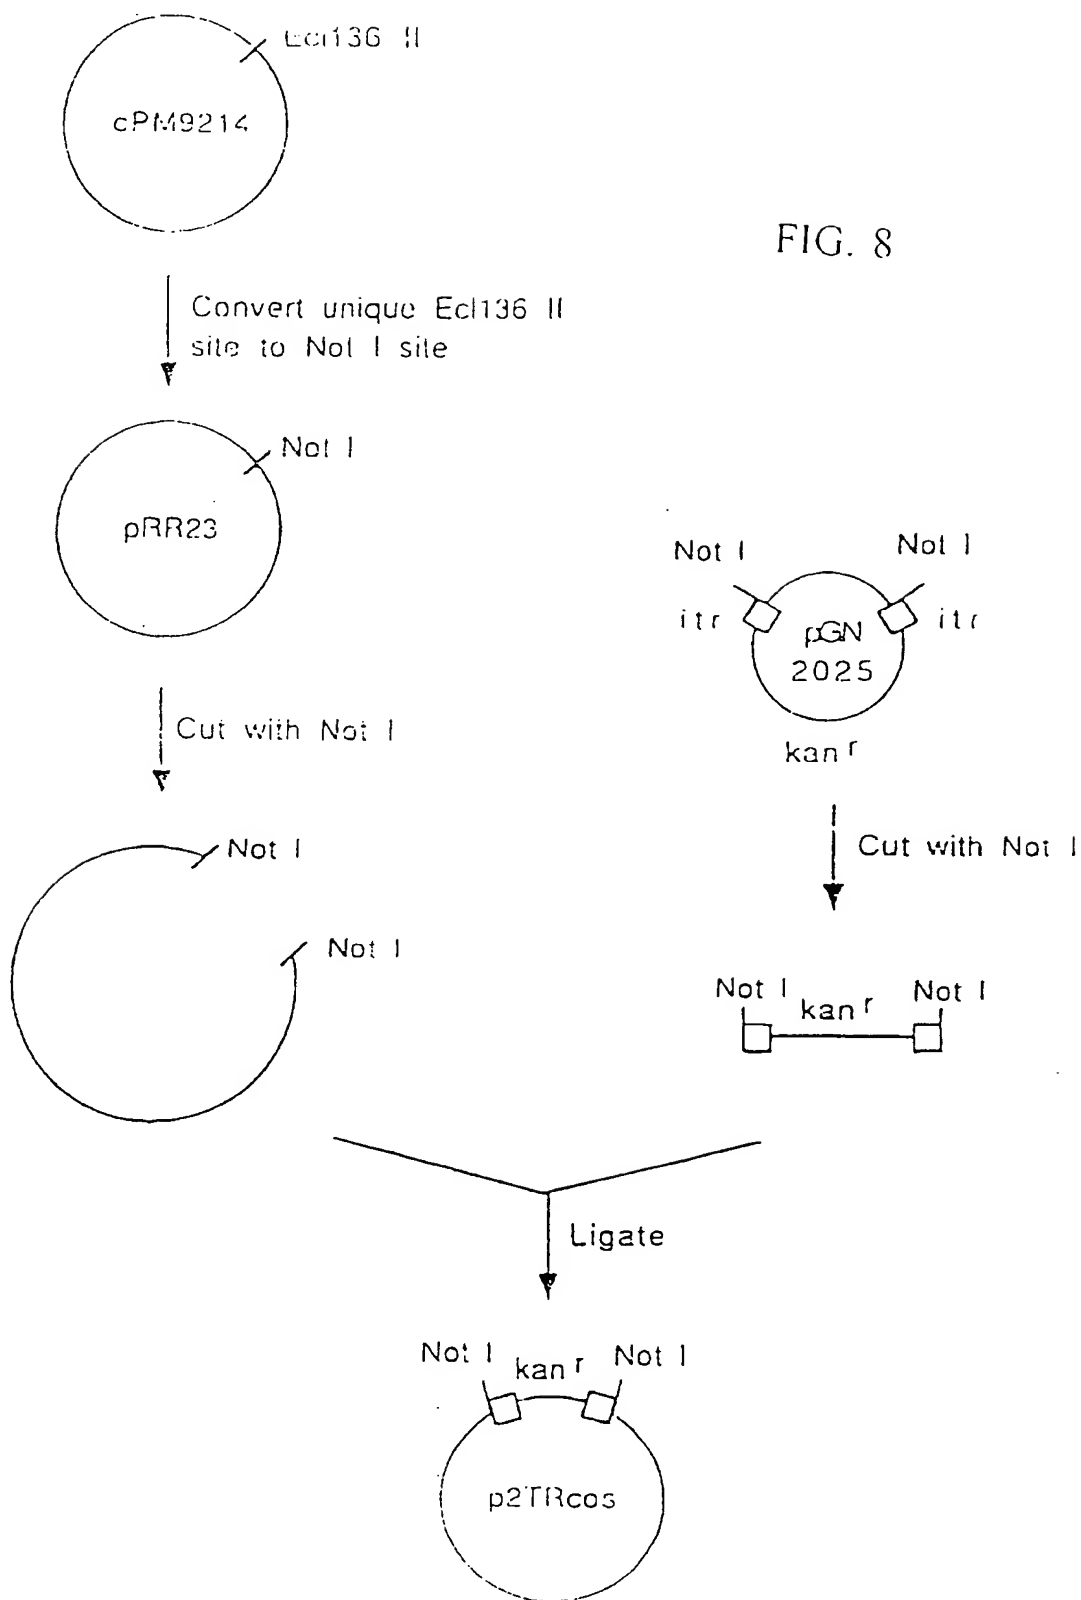 Ecl136 II
cPM9214
FIG. 8
Convert unique Ecl136 II
site to Not I site
Not I
pRR23
Not I
Not I
itr
itr
pGN
2025
kan r
Cut with Not I
Cut with Not I
Not I
Not I
Not I
kan r
Not I
Ligate
Not I
kan r
Not I
p2TRcos